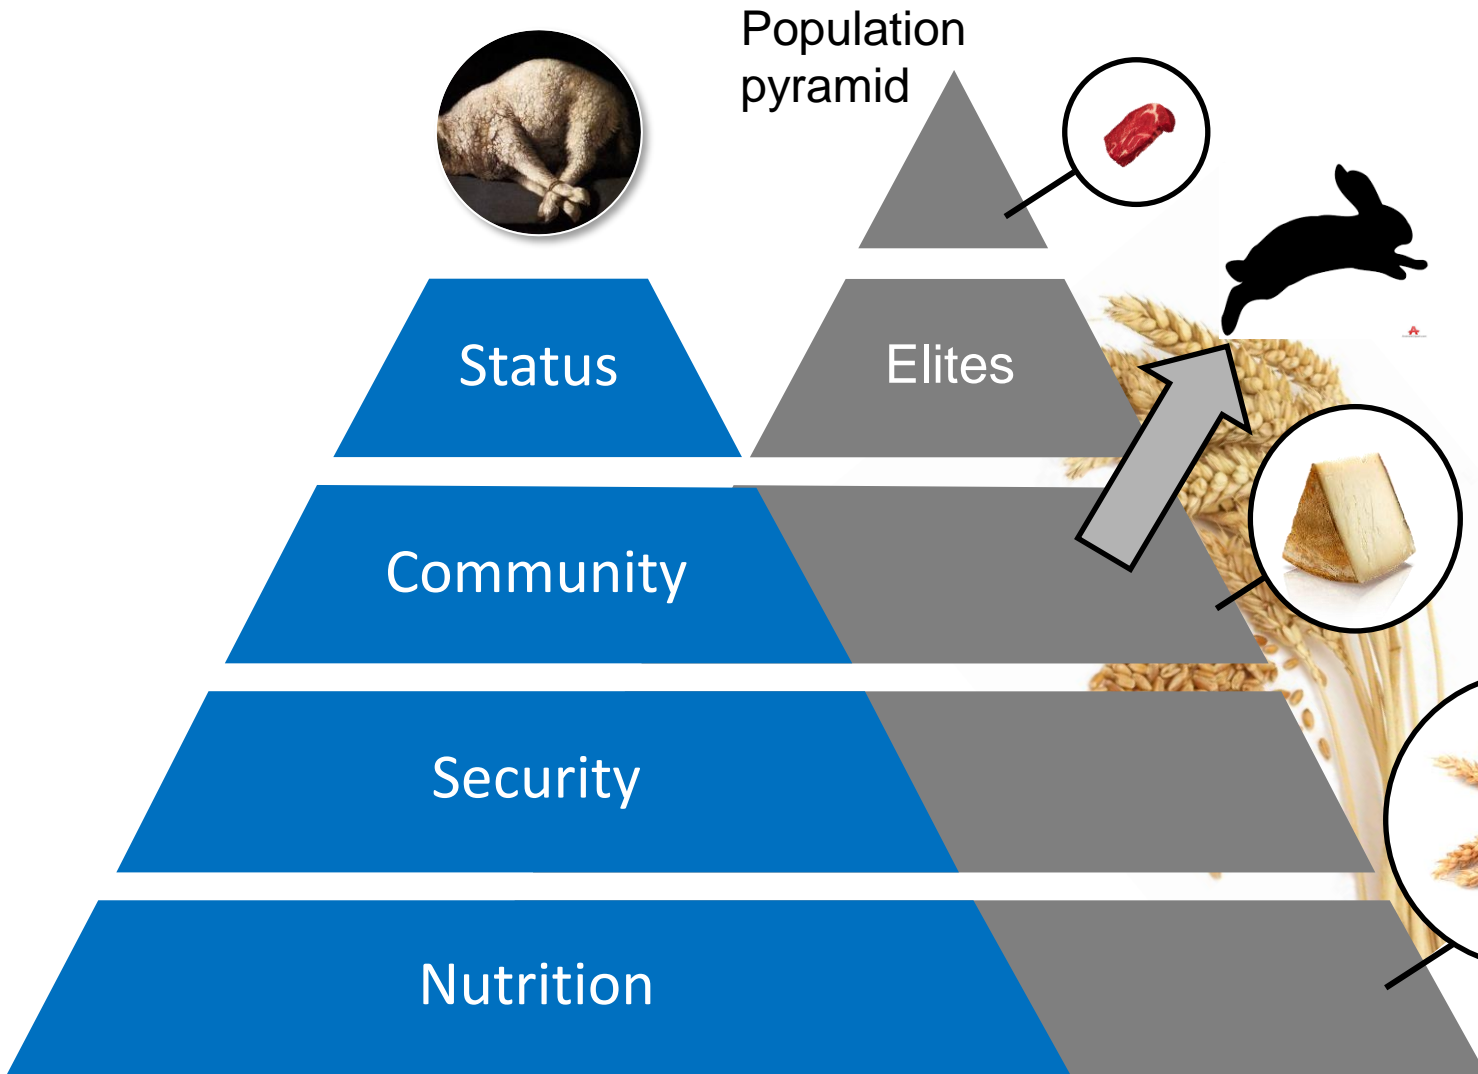 Population
pyramid
Status
Elites
Community
Security
Nutrition